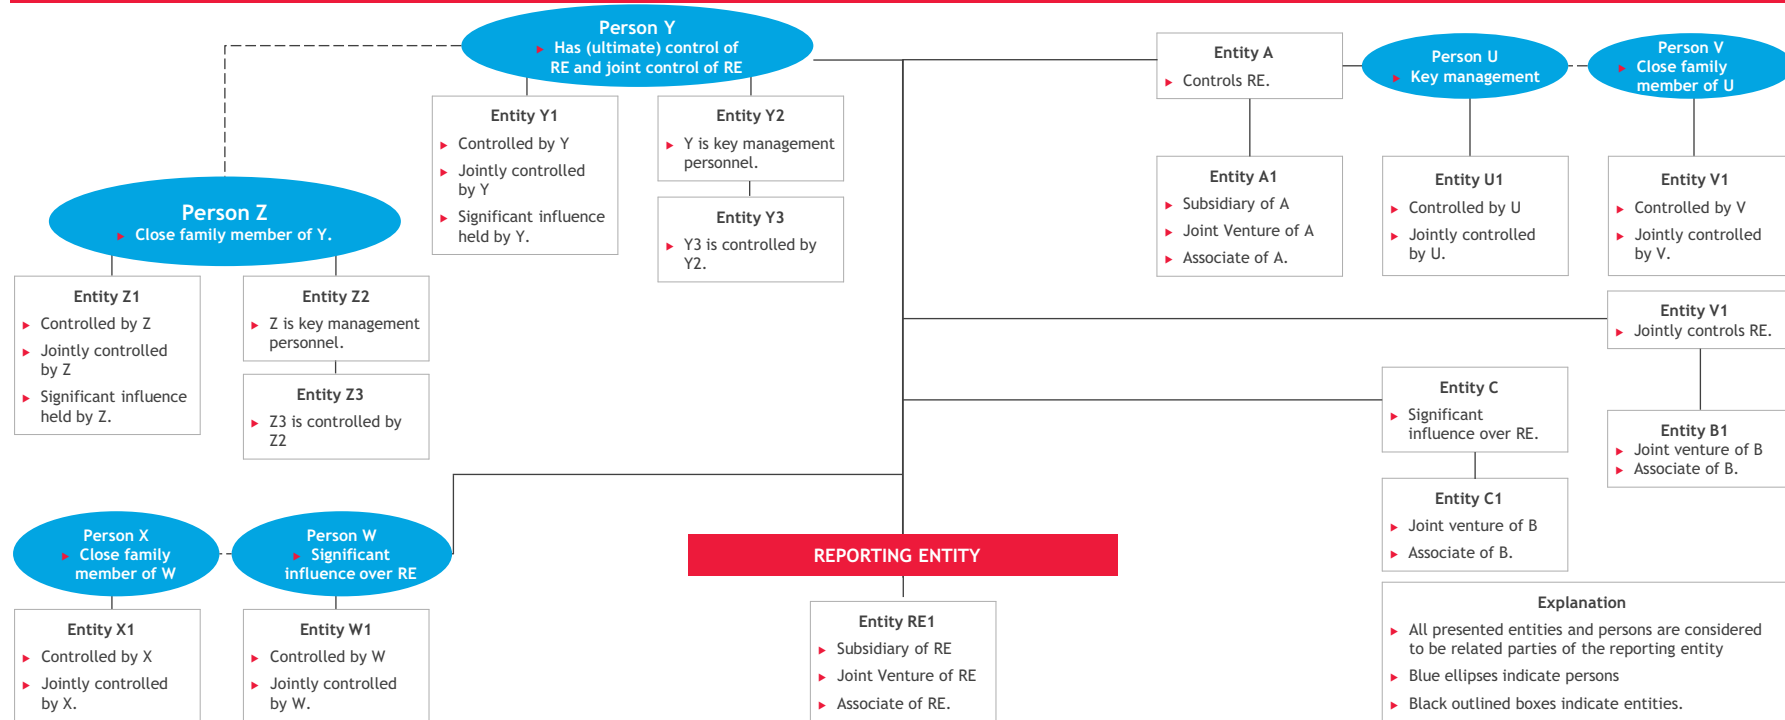 Person Y
► Has (ultimate) control of
RE and joint control of RE
Entity A
► Controls RE.
Person U
► Key management
Person V
► Close family
member of U
Entity Y1
► Controlled by Y
► Jointly controlled
by Y
► Significant influence
held by Y.
Entity Y2
► Y is key management
personnel.
Entity Y3
► Y3 is controlled by
Y2.
Entity A1
► Subsidiary of A
► Joint Venture of A
► Associate of A.
Entity U1
► Controlled by U
► Jointly controlled
by U.
Entity V1
► Controlled by V
► Jointly controlled
by V.
Person Z
► Close family member of Y.
Entity Z1
► Controlled by Z
► Jointly controlled
by Z
► Significant influence
held by Z.
Entity Z2
► Z is key management
personnel.
Entity Z3
► Z3 is controlled by
Z2
Entity V1
► Jointly controls RE.
Entity C
► Significant
influence over RE.
Entity B1
► Joint venture of B
► Associate of B.
Entity C1
► Joint venture of B
► Associate of B.
Person X
► Close family
member of W
Person W
► Significant
influence over RE
REPORTING ENTITY
Entity X1
► Controlled by X
► Jointly controlled
by X.
Entity W1
► Controlled by W
► Jointly controlled
by W.
Entity RE1
► Subsidiary of RE
► Joint Venture of RE
► Associate of RE.
Explanation
► All presented entities and persons are considered
to be related parties of the reporting entity
► Blue ellipses indicate persons
► Black outlined boxes indicate entities.